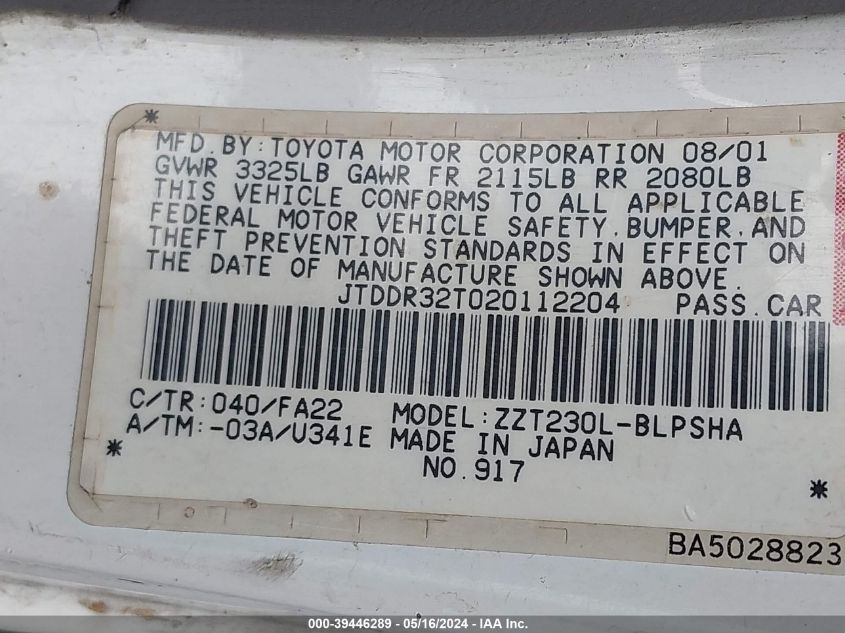 MFD.BY:TOYOTA MOTOR CORPORATION 08/01
GVWR 3325LB GAWR FR 2115LB RR 2080LB
THIS VEHICLE CONFORMS TO ALL APPLICABLE
FEDERAL MOTOR VEHICLE SAFETY,BUMPER,AND
THEFT PREVENTION STANDARDS IN EFFECT ON
THE DATE OF MANUFACTURE SHOWN ABOVE.
JTDDR32T020112204 PASS.CAR
C/TR:040/FA22 MODEL:ZZT230L-BLPSHA
A/TM:-03A/U341E MADE IN JAPAN
NO.917
BA5028823
000-39446289 - 05/16/2024 - IAA Inc.